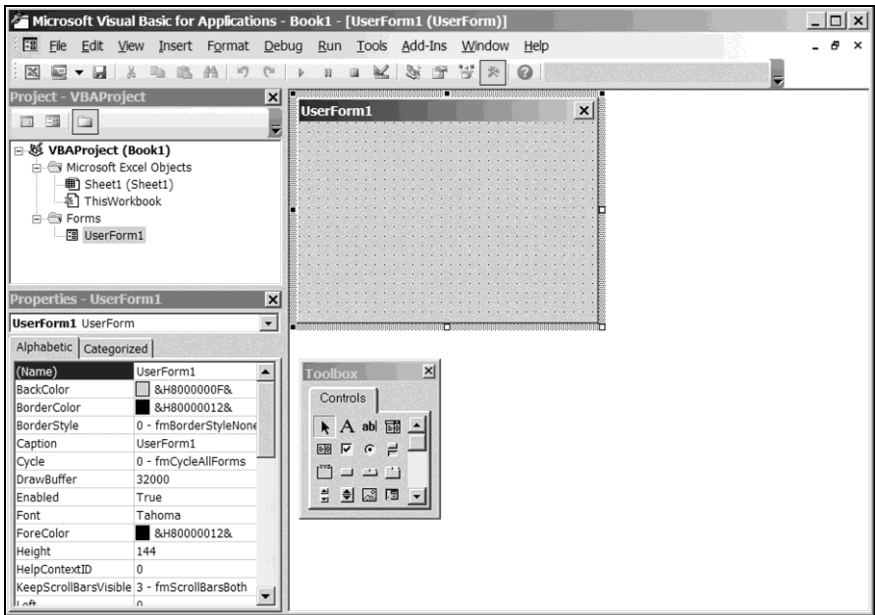 Microsoft Visual Basic for Applications - Book1 - [UserForm1 (UserForm)]
File Edit View Insert Format Debug Run Tools Add-Ins Window Help
Project - VBAProject
VBAProject (Book1)
Microsoft Excel Objects
Sheet1 (Sheet1)
ThisWorkbook
Forms
UserForm1
Properties - UserForm1
UserForm1 UserForm
Alphabetic Categorized
(Name) UserForm1
BackColor &H8000000F&
BorderColor &H80000012&
BorderStyle 0 - fmBorderStyleNone
Caption UserForm1
Cycle 0 - fmCycleAllForms
DrawBuffer 32000
Enabled True
Font Tahoma
ForeColor &H80000012&
Height 144
HelpContextID 0
KeepScrollBarsVisible 3 - fmScrollBarsBoth
Left 0
UserForm1
Toolbox
Controls
A ab|